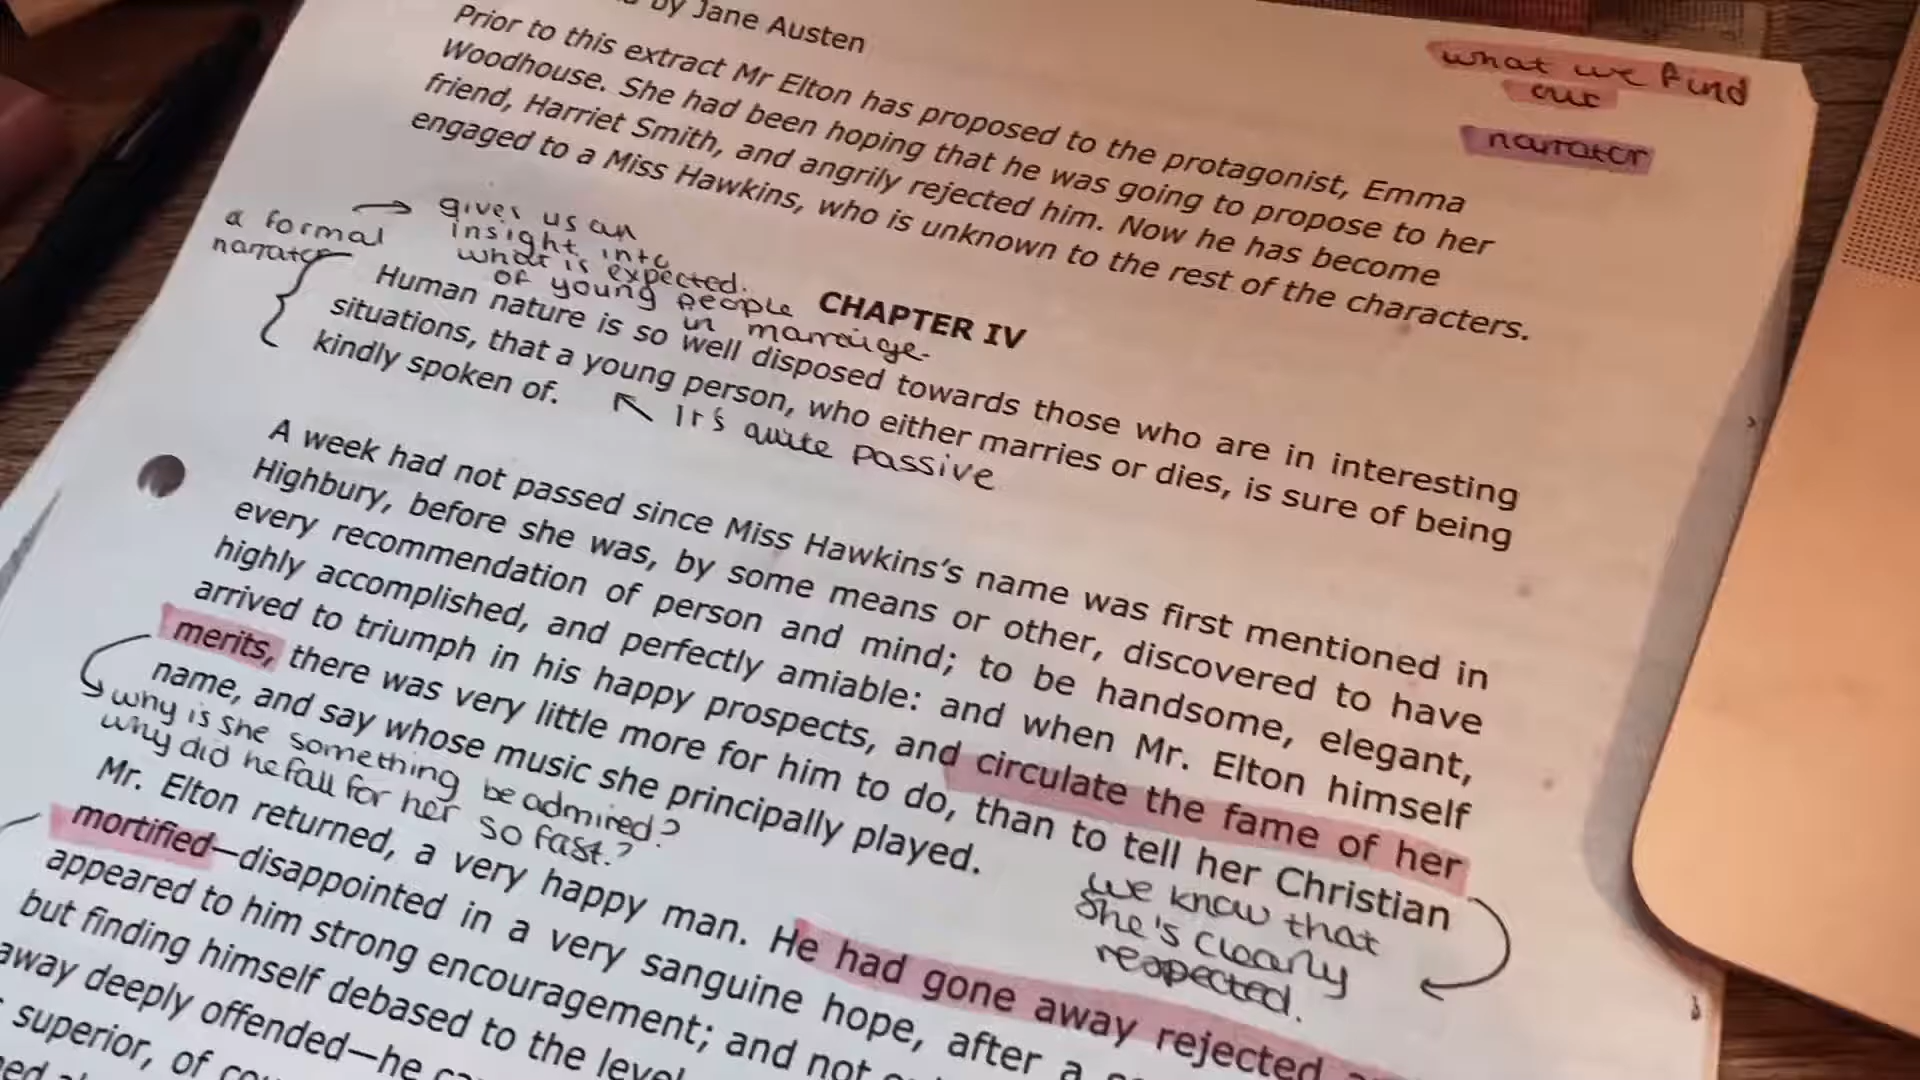 by Jane Austen
Prior to this extract Mr Elton has proposed to the protagonist, Emma
Woodhouse. She had been hoping that he was going to propose to her
friend, Harriet Smith, and angrily rejected him. Now he has become
engaged to a Miss Hawkins, who is unknown to the rest of the characters.
what we find
out
narrator
a formal
narrator
gives us an
insight into
what is expected.
of young people
in marraige.
CHAPTER IV
Human nature is so well disposed towards those who are in interesting
situations, that a young person, who either marries or dies, is sure of being
kindly spoken of.
It's quite passive
A week had not passed since Miss Hawkins's name was first mentioned in
Highbury, before she was, by some means or other, discovered to have
every recommendation of person and mind; to be handsome, elegant,
highly accomplished, and perfectly amiable: and when Mr. Elton himself
arrived to triumph in his happy prospects, and circulate the fame of her
merits, there was very little more for him to do, than to tell her Christian
name, and say whose music she principally played.
why is she something be admired?
why did he fall for her so fast?
we know that
she's clearly
respected.
Mr. Elton returned, a very happy man. He had gone away rejected
mortified—disappointed in a very sanguine hope, after a
appeared to him strong encouragement; and not
but finding himself debased to the level
away deeply offended—he
superior, of